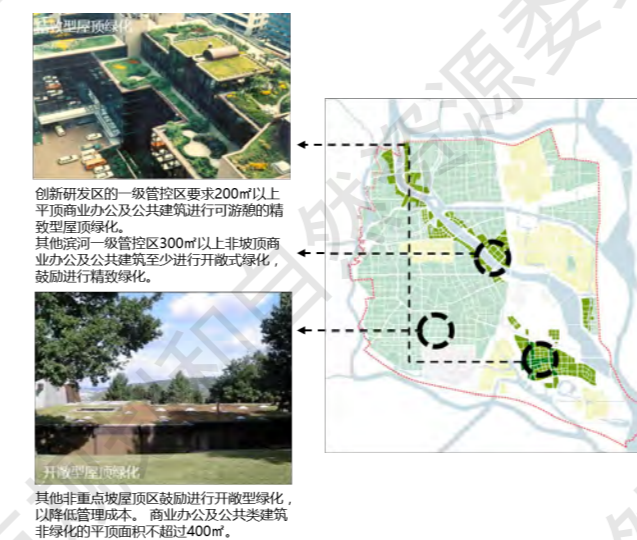 精致型屋顶绿化
创新研发区的一级管控区要求200㎡以上
平顶商业办公及公共建筑进行可游憩的精
致型屋顶绿化。
其他滨河一级管控区300㎡以上非坡顶商
业办公及公共建筑至少进行开敞式绿化，
鼓励进行精致绿化。
开敞型屋顶绿化
其他非重点坡屋顶区鼓励进行开敞型绿化，
以降低管理成本。 商业办公及公共类建筑
非绿化的平顶面积不超过400㎡。